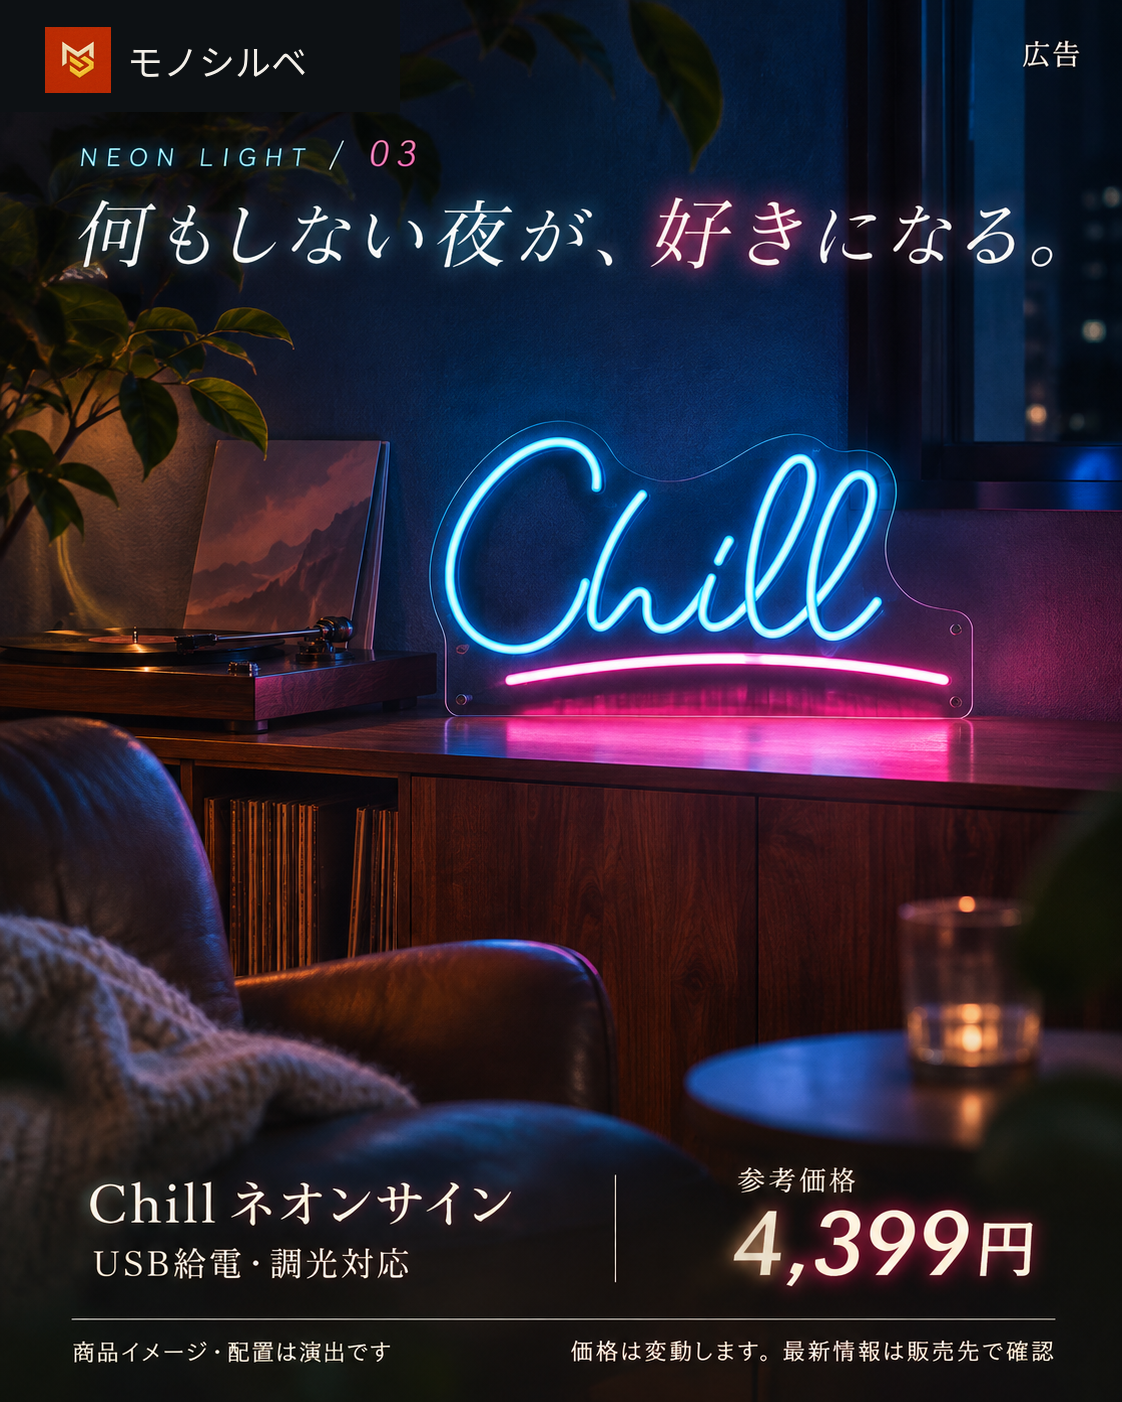 モノシルベ
広告
NEON LIGHT / 03
何もしない夜が、好きになる。
Chill
Chill ネオンサイン
USB給電・調光対応
参考価格
4,399円
商品イメージ・配置は演出です
価格は変動します。最新情報は販売先で確認